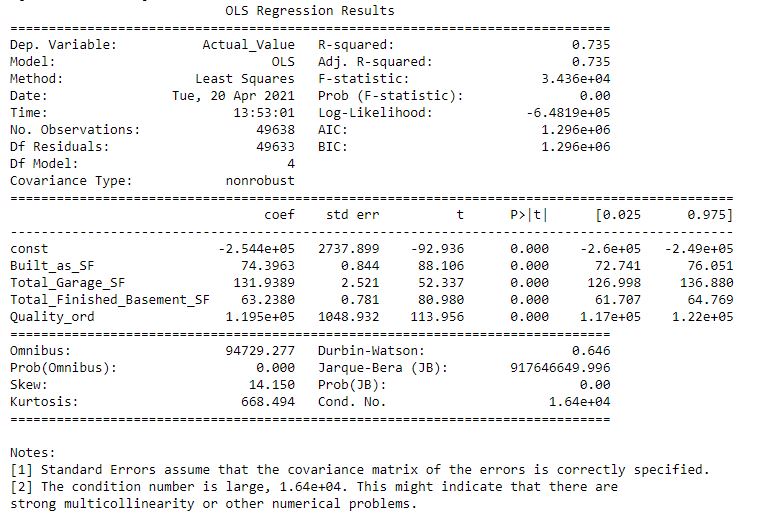 OLS Regression Results
==============================================================================
Dep. Variable:           Actual_Value   R-squared:                       0.735
Model:                            OLS   Adj. R-squared:                  0.735
Method:                 Least Squares   F-statistic:                 3.436e+04
Date:                Tue, 20 Apr 2021   Prob (F-statistic):               0.00
Time:                        13:53:01   Log-Likelihood:            -6.4819e+05
No. Observations:               49638   AIC:                         1.296e+06
Df Residuals:                   49633   BIC:                         1.296e+06
Df Model:                           4
Covariance Type:            nonrobust
==============================================================================================
                                 coef    std err          t      P>|t|      [0.025      0.975]
----------------------------------------------------------------------------------------------
const                      -2.544e+05   2737.899    -92.936      0.000    -2.6e+05   -2.49e+05
Built_as_SF                   74.3963      0.844     88.106      0.000      72.741      76.051
Total_Garage_SF              131.9389      2.521     52.337      0.000     126.998     136.880
Total_Finished_Basement_SF    63.2380      0.781     80.980      0.000      61.707      64.769
Quality_ord                 1.195e+05   1048.932    113.956      0.000    1.17e+05    1.22e+05
==============================================================================
Omnibus:                    94729.277   Durbin-Watson:                   0.646
Prob(Omnibus):                  0.000   Jarque-Bera (JB):        917646649.996
Skew:                          14.150   Prob(JB):                         0.00
Kurtosis:                     668.494   Cond. No.                     1.64e+04
==============================================================================
Notes:
[1] Standard Errors assume that the covariance matrix of the errors is correctly specified.
[2] The condition number is large, 1.64e+04. This might indicate that there are
strong multicollinearity or other numerical problems.